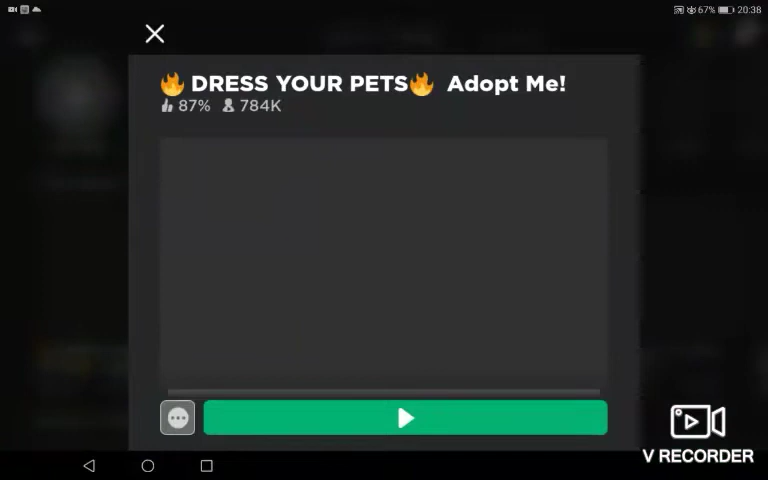 67% 20:38
🔥 DRESS YOUR PETS🔥 Adopt Me!
87% 784K
V RECORDER